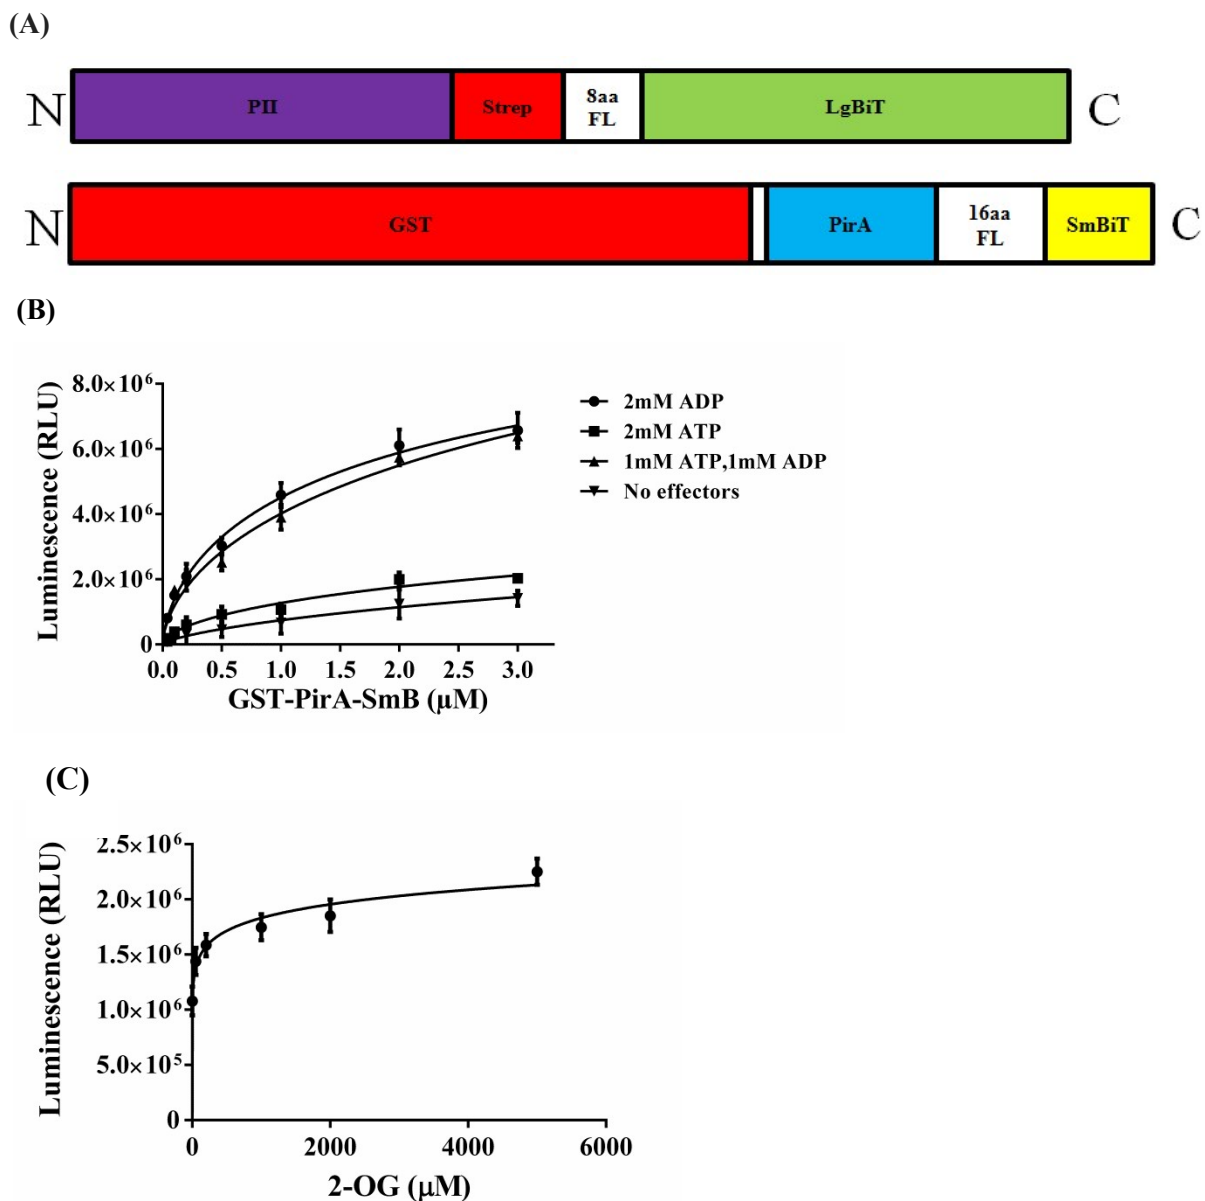 (A)
N PII Strep 8aa FL LgBiT C
N GST PirA 16aa FL SmBiT C
(B)
Luminescence (RLU)
8.0×10⁶
6.0×10⁶
4.0×10⁶
2.0×10⁶
0
0.0 0.5 1.0 1.5 2.0 2.5 3.0
GST-PirA-SmB (µM)
2mM ADP
2mM ATP
1mM ATP,1mM ADP
No effectors
(C)
Luminescence (RLU)
2.5×10⁶
2.0×10⁶
1.5×10⁶
1.0×10⁶
5.0×10⁵
0
0 2000 4000 6000
2-OG (µM)